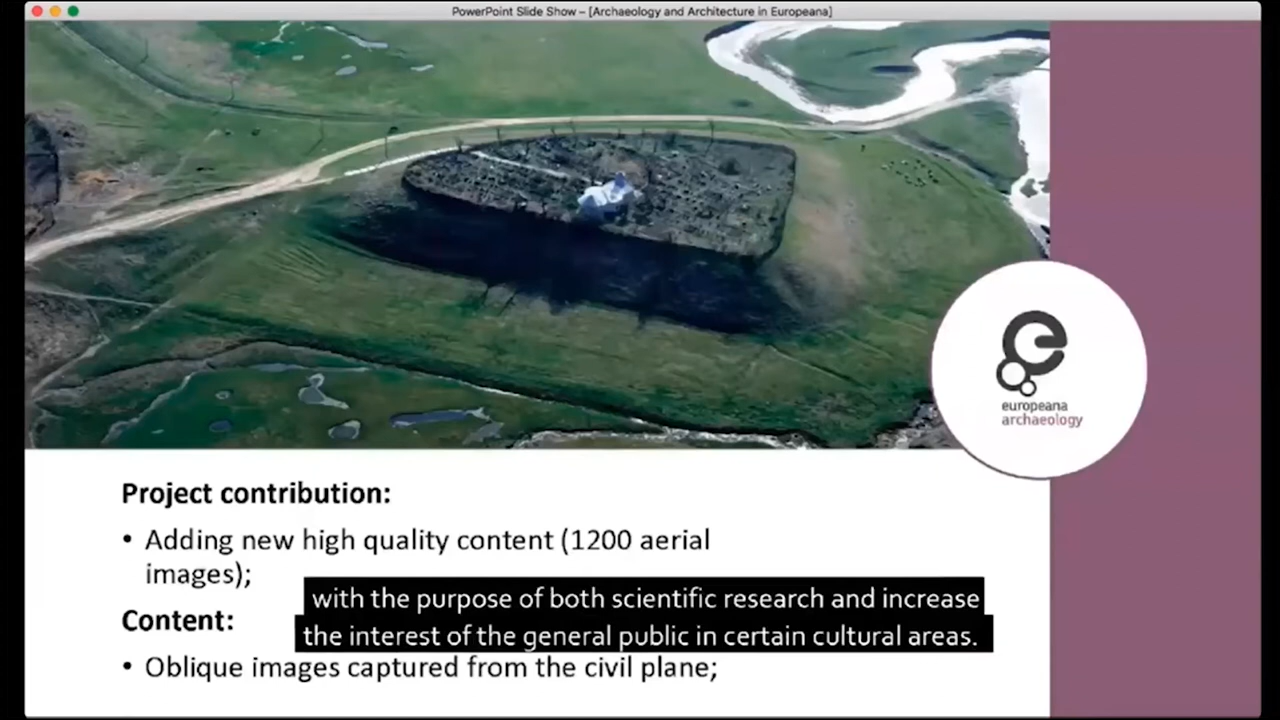 PowerPoint Slide Show – [Archaeology and Architecture in Europeana]
europeana
archaeology
Project contribution:
• Adding new high quality content (1200 aerial
images);
with the purpose of both scientific research and increase
Content:
the interest of the general public in certain cultural areas.
• Oblique images captured from the civil plane;